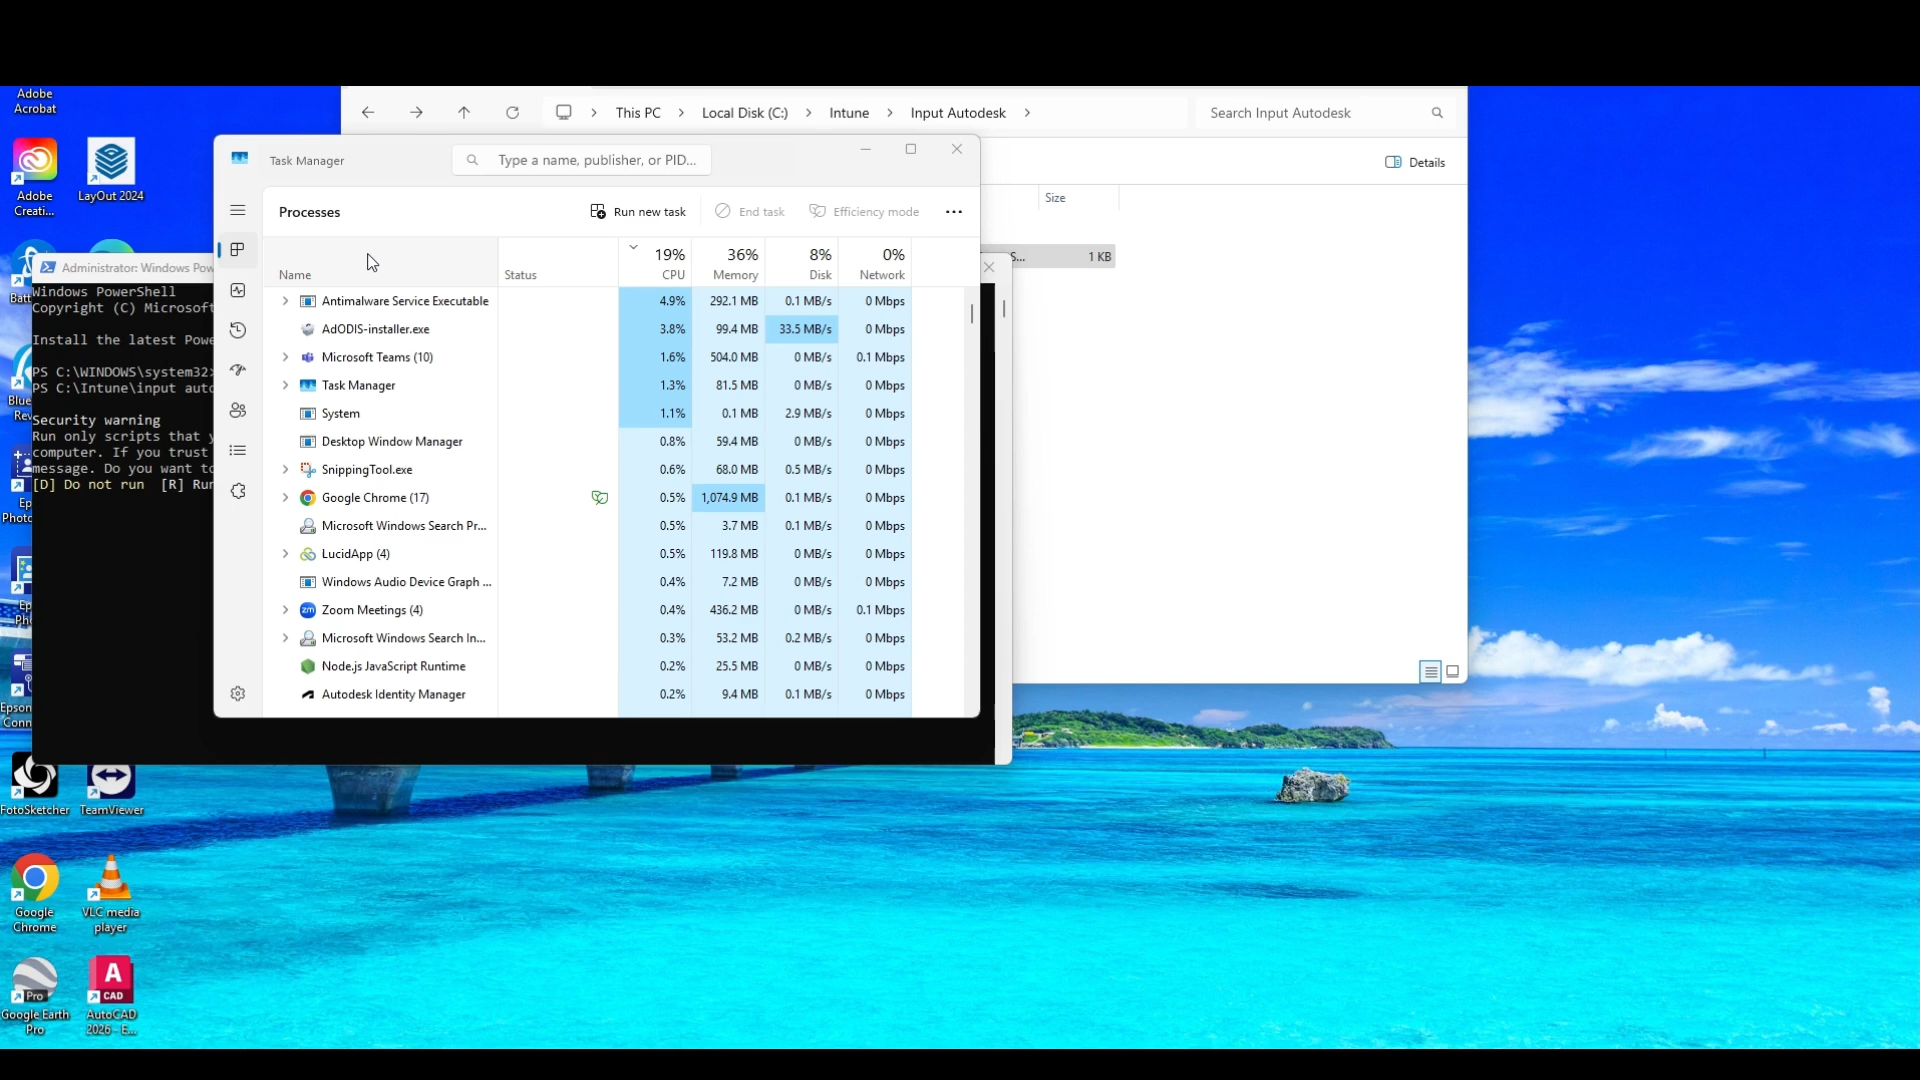 Adobe
Acrobat
Adobe
Creati...
LayOut 2024
This PC
Local Disk (C:)
Intune
Input Autodesk
Search Input Autodesk
Details
Size
S...
1 KB
Task Manager
Type a name, publisher, or PID...
Processes
Run new task
End task
Efficiency mode
Name
Status
19%
CPU
36%
Memory
8%
Disk
0%
Network
Antimalware Service Executable 4.9% 292.1 MB 0.1 MB/s 0 Mbps
AdODIS-installer.exe 3.8% 99.4 MB 33.5 MB/s 0 Mbps
Microsoft Teams (10) 1.6% 504.0 MB 0 MB/s 0.1 Mbps
Task Manager 1.3% 81.5 MB 0 MB/s 0 Mbps
System 1.1% 0.1 MB 2.9 MB/s 0 Mbps
Desktop Window Manager 0.8% 59.4 MB 0 MB/s 0 Mbps
SnippingTool.exe 0.6% 68.0 MB 0.5 MB/s 0 Mbps
Google Chrome (17) 0.5% 1,074.9 MB 0.1 MB/s 0 Mbps
Microsoft Windows Search Pr... 0.5% 3.7 MB 0.1 MB/s 0 Mbps
LucidApp (4) 0.5% 119.8 MB 0 MB/s 0 Mbps
Windows Audio Device Graph ... 0.4% 7.2 MB 0 MB/s 0 Mbps
Zoom Meetings (4) 0.4% 436.2 MB 0 MB/s 0.1 Mbps
Microsoft Windows Search In... 0.3% 53.2 MB 0.2 MB/s 0 Mbps
Node.js JavaScript Runtime 0.2% 25.5 MB 0 MB/s 0 Mbps
Autodesk Identity Manager 0.2% 9.4 MB 0.1 MB/s 0 Mbps
Administrator: Windows Pow
Windows PowerShell
Copyright (C) Microsoft
Install the latest Powe
PS C:\WINDOWS\system32>
PS C:\Intune\input auto
Security warning
Run only scripts that y
computer. If you trust
message. Do you want to
[D] Do not run [R] Run
Batt
Blue
Rev
Ep
Photo
Ep
Pho
Epson
Conn
FotoSketcher
TeamViewer
Google
Chrome
VLC media
player
Pro
Google Earth
Pro
A
CAD
AutoCAD
2026 - E...
zm